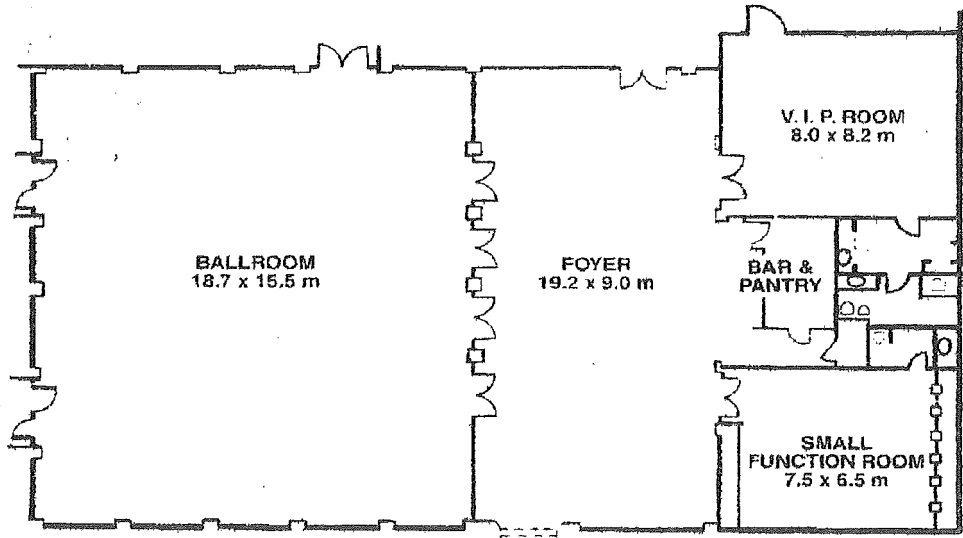 V. I. P. ROOM
8.0 x 8.2 m
BALLROOM
18.7 x 15.5 m
FOYER
19.2 x 9.0 m
BAR &
PANTRY
SMALL
FUNCTION ROOM
7.5 x 6.5 m